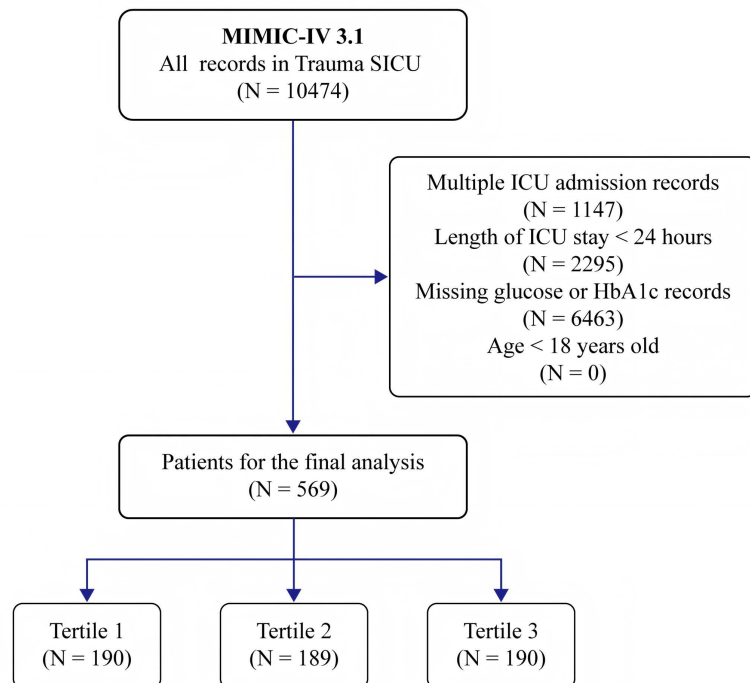 MIMIC-IV 3.1
All records in Trauma SICU
(N = 10474)
Multiple ICU admission records
(N = 1147)
Length of ICU stay < 24 hours
(N = 2295)
Missing glucose or HbA1c records
(N = 6463)
Age < 18 years old
(N = 0)
Patients for the final analysis
(N = 569)
Tertile 1
(N = 190)
Tertile 2
(N = 189)
Tertile 3
(N = 190)